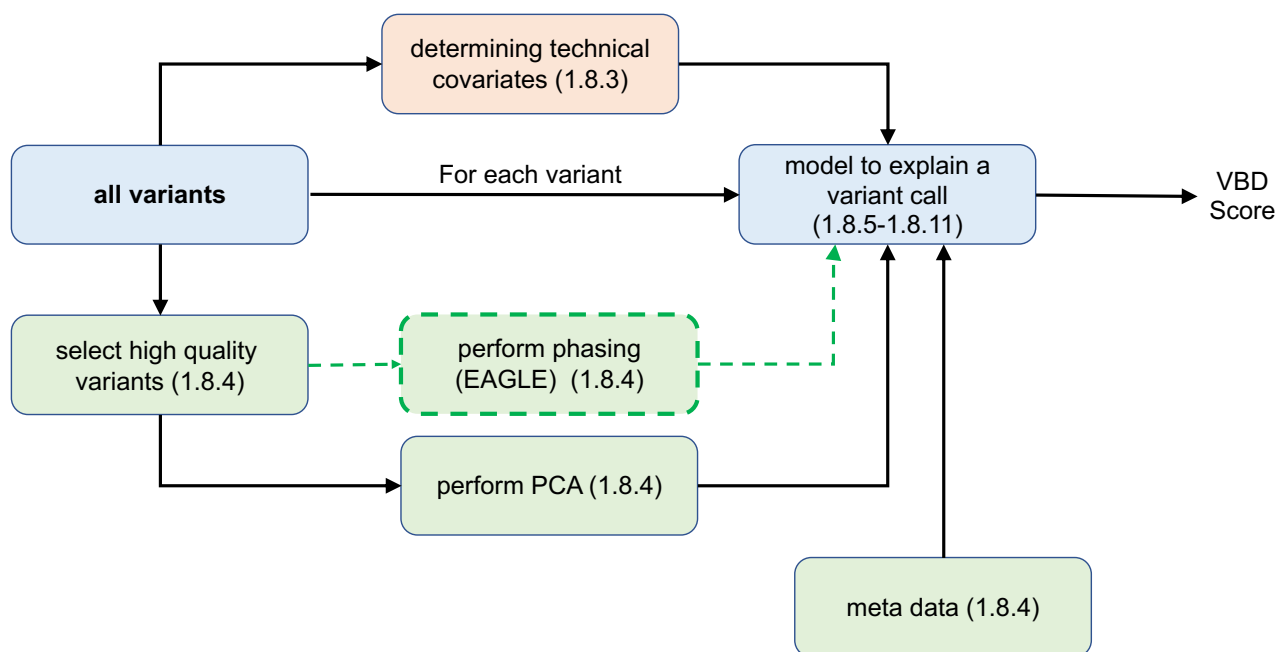 determining technical
covariates (1.8.3)
all variants
For each variant
model to explain a
variant call
(1.8.5-1.8.11)
VBD
Score
select high quality
variants (1.8.4)
perform phasing
(EAGLE) (1.8.4)
perform PCA (1.8.4)
meta data (1.8.4)